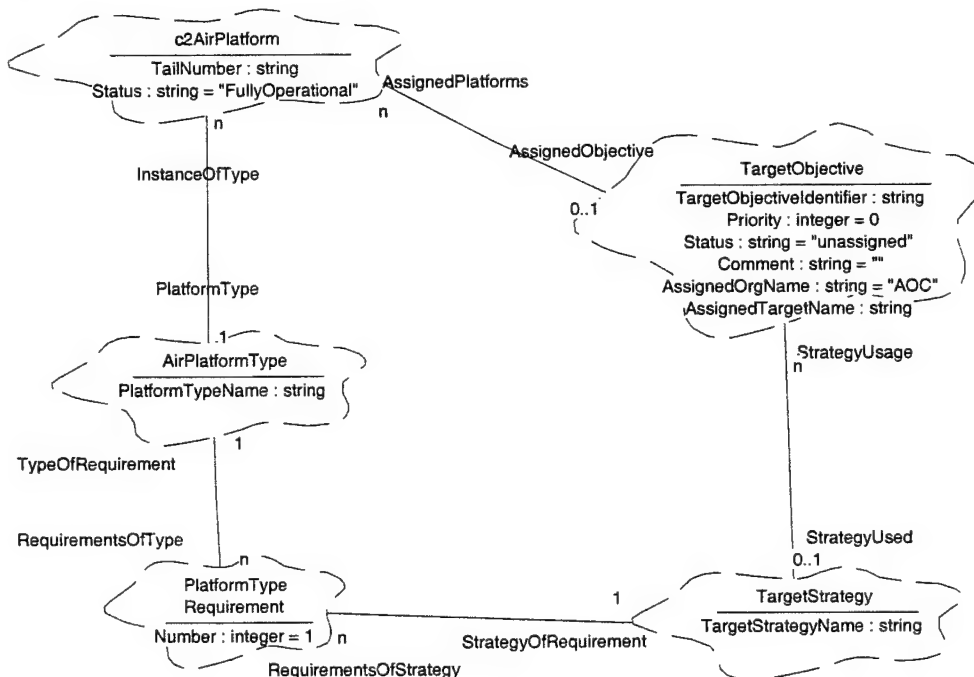 c2AirPlatform
TailNumber : string
Status : string = "FullyOperational"
n
AssignedPlatforms
n
InstanceOfType
AssignedObjective
0..1
TargetObjective
TargetObjectiveIdentifier : string
Priority : integer = 0
Status : string = "unassigned"
Comment : string = ""
AssignedOrgName : string = "AOC"
AssignedTargetName : string
PlatformType
1
AirPlatformType
PlatformTypeName : string
StrategyUsage
n
1
TypeOfRequirement
RequirementsOfType
n
StrategyUsed
0..1
PlatformType
Requirement
Number : integer = 1
n
1
TargetStrategy
TargetStrategyName : string
StrategyOfRequirement
RequirementsOfStrategy